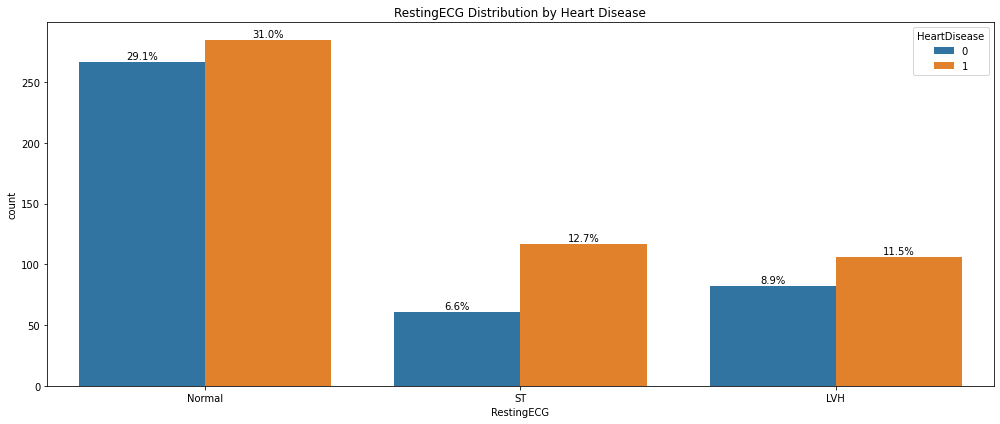 RestingECG Distribution by Heart Disease
HeartDisease
0
1
29.1%
31.0%
6.6%
12.7%
8.9%
11.5%
count
250
200
150
100
50
0
Normal
ST
LVH
RestingECG